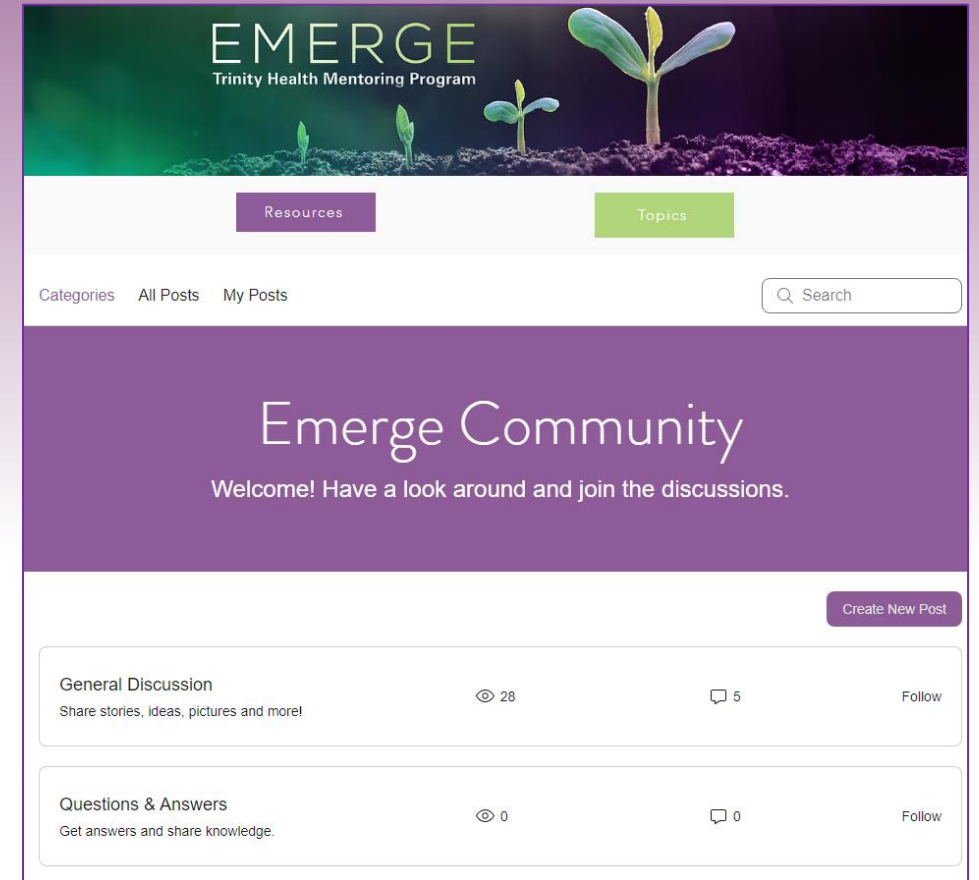 EMERGE
Trinity Health Mentoring Program
Resources
Topics
Categories All Posts My Posts
Search
Emerge Community
Welcome! Have a look around and join the discussions.
Create New Post
General Discussion
Share stories, ideas, pictures and more!
28
5
Follow
Questions & Answers
Get answers and share knowledge.
0
0
Follow